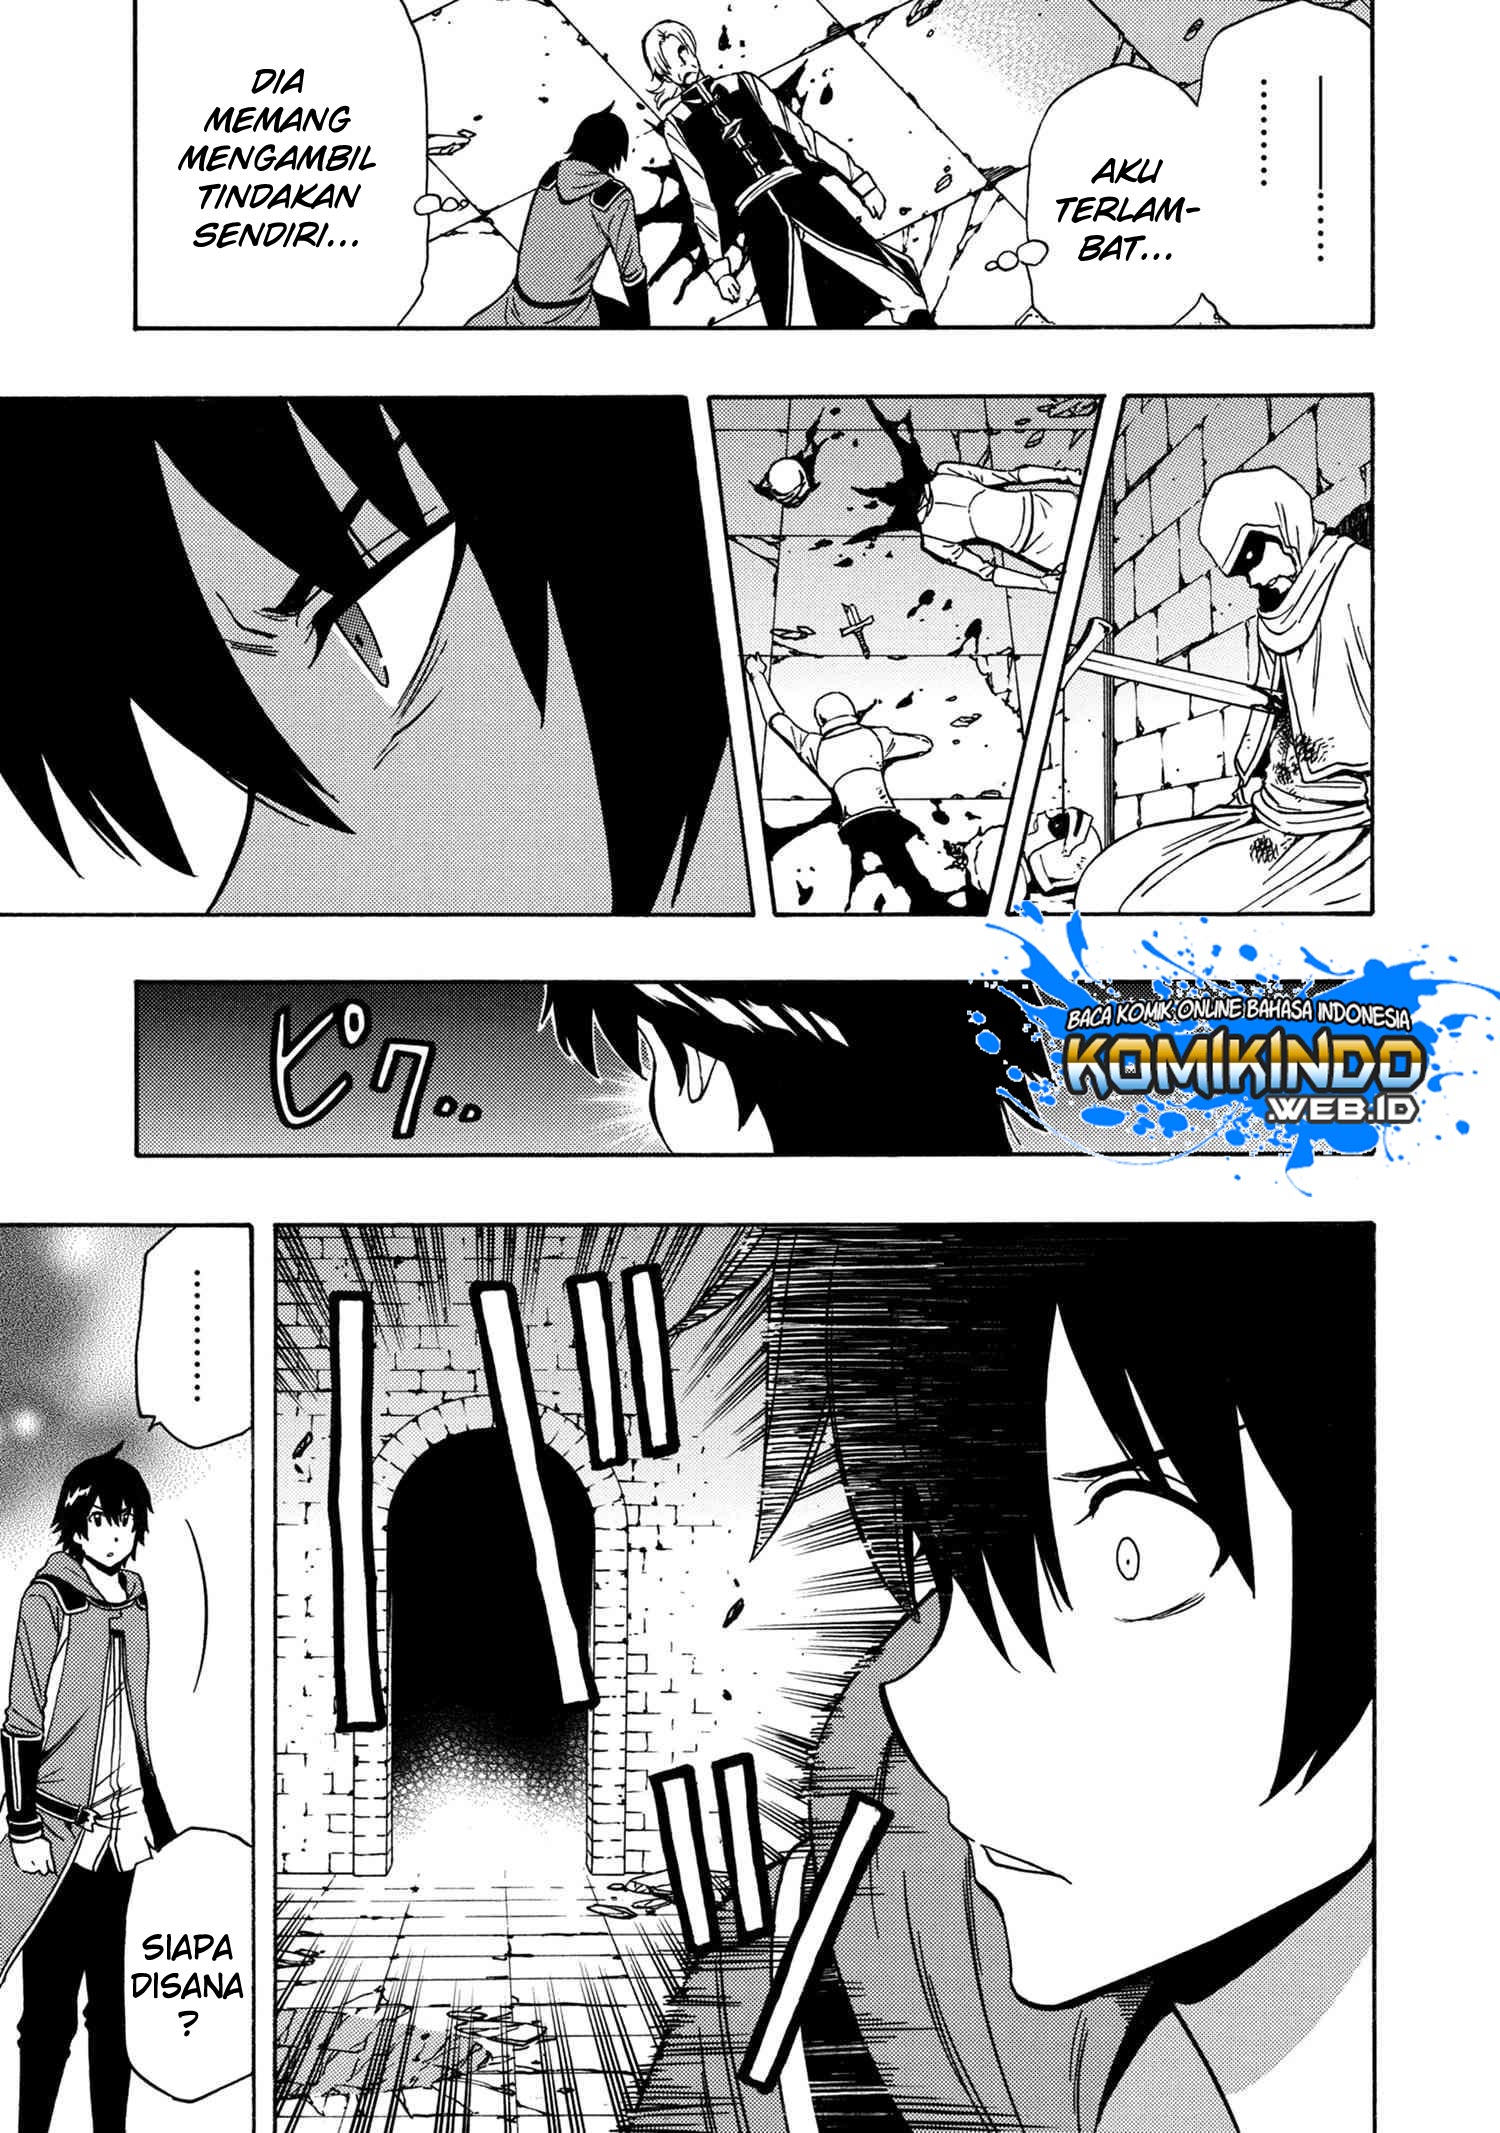 AKU
TERLAM-
BAT...
DIA
MEMANG
MENGAMBIL
TINDAKAN
SENDIRI...
BACA KOMIK ONLINE BAHASA INDONESIA
KOMIKINDO
.WEB.ID
ピク..
SIAPA
DISANA
?